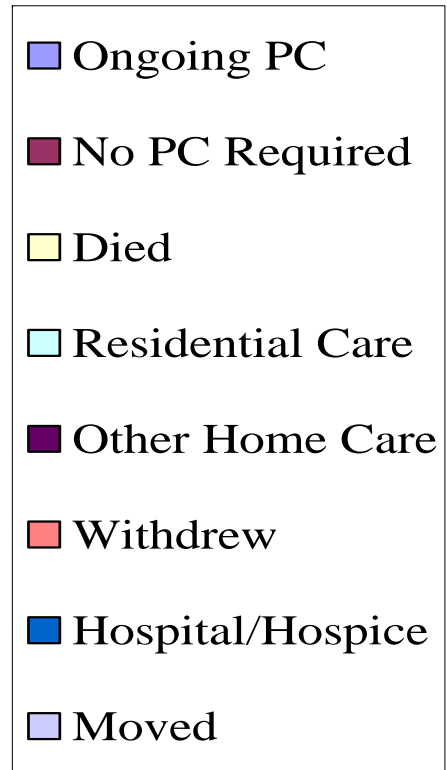 Ongoing PC
No PC Required
Died
Residential Care
Other Home Care
Withdrew
Hospital/Hospice
Moved